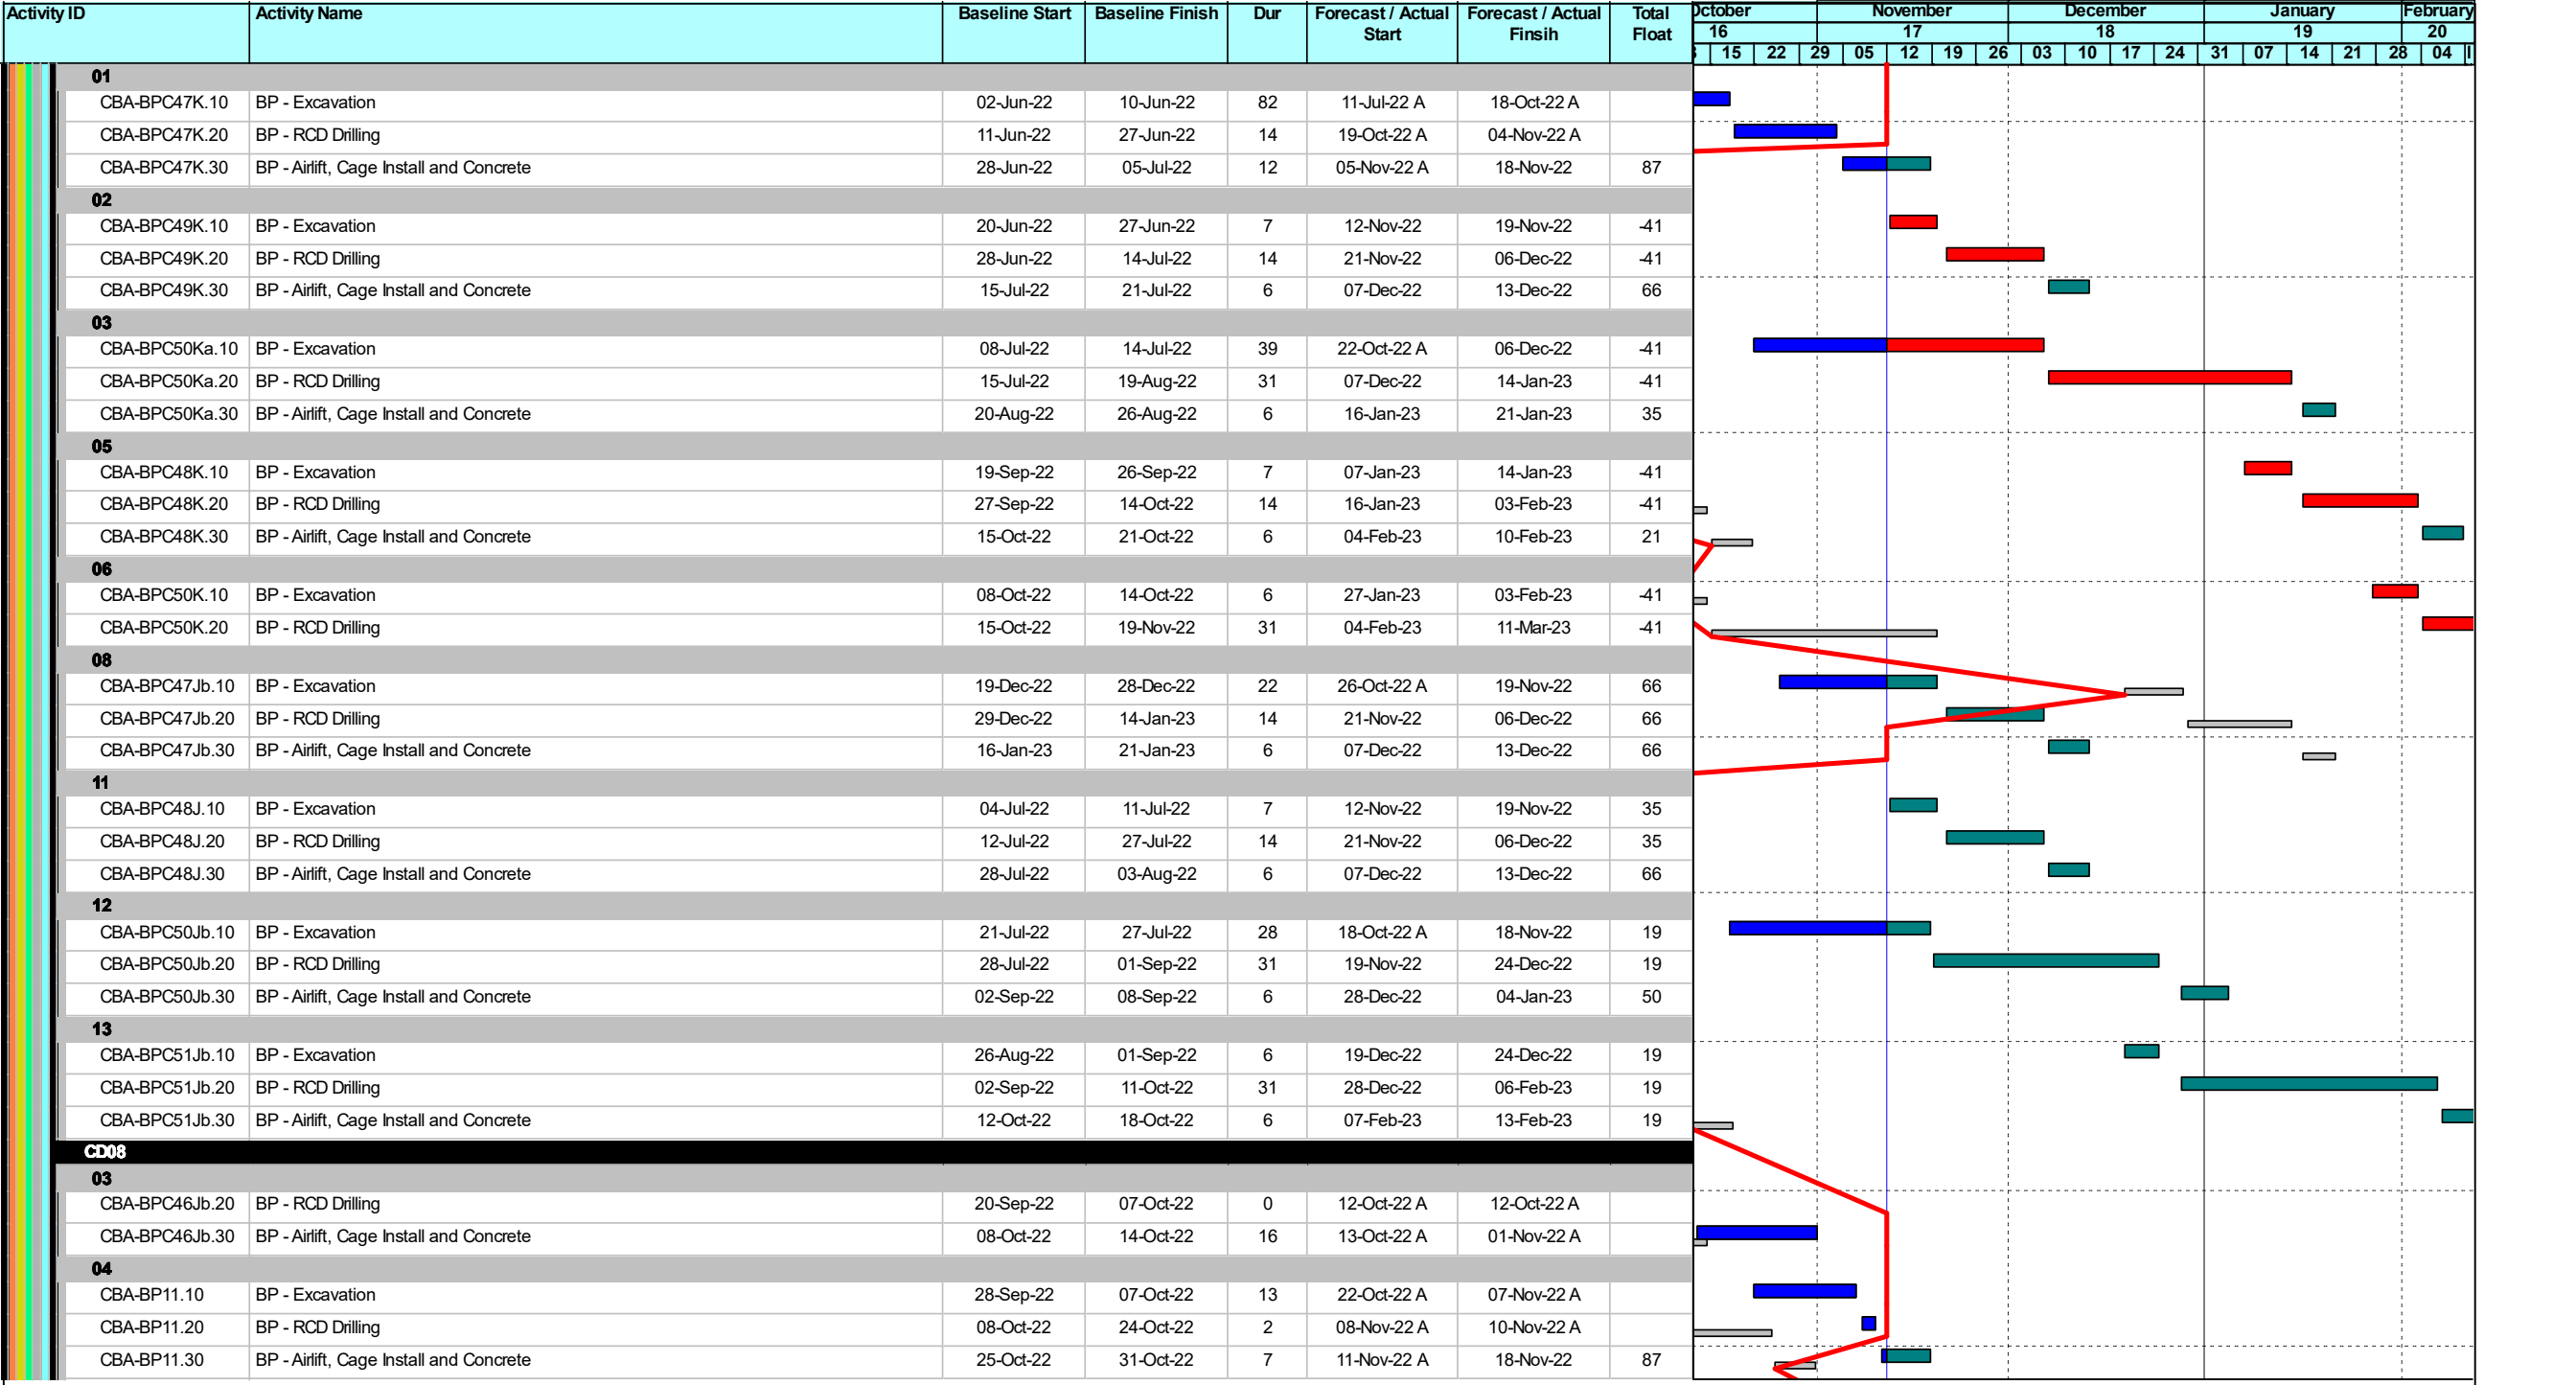 Activity ID Activity Name Baseline Start Baseline Finish Dur Forecast / Actual Start Forecast / Actual Finsih Total Float
October November December January February
16 17 18 19 20
15 22 29 05 12 19 26 03 10 17 24 31 07 14 21 28 04
01
CBA-BPC47K.10 BP - Excavation 02-Jun-22 10-Jun-22 82 11-Jul-22 A 18-Oct-22 A
CBA-BPC47K.20 BP - RCD Drilling 11-Jun-22 27-Jun-22 14 19-Oct-22 A 04-Nov-22 A
CBA-BPC47K.30 BP - Airlift, Cage Install and Concrete 28-Jun-22 05-Jul-22 12 05-Nov-22 A 18-Nov-22 87
02
CBA-BPC49K.10 BP - Excavation 20-Jun-22 27-Jun-22 7 12-Nov-22 19-Nov-22 -41
CBA-BPC49K.20 BP - RCD Drilling 28-Jun-22 14-Jul-22 14 21-Nov-22 06-Dec-22 -41
CBA-BPC49K.30 BP - Airlift, Cage Install and Concrete 15-Jul-22 21-Jul-22 6 07-Dec-22 13-Dec-22 66
03
CBA-BPC50Ka.10 BP - Excavation 08-Jul-22 14-Jul-22 39 22-Oct-22 A 06-Dec-22 -41
CBA-BPC50Ka.20 BP - RCD Drilling 15-Jul-22 19-Aug-22 31 07-Dec-22 14-Jan-23 -41
CBA-BPC50Ka.30 BP - Airlift, Cage Install and Concrete 20-Aug-22 26-Aug-22 6 16-Jan-23 21-Jan-23 35
05
CBA-BPC48K.10 BP - Excavation 19-Sep-22 26-Sep-22 7 07-Jan-23 14-Jan-23 -41
CBA-BPC48K.20 BP - RCD Drilling 27-Sep-22 14-Oct-22 14 16-Jan-23 03-Feb-23 -41
CBA-BPC48K.30 BP - Airlift, Cage Install and Concrete 15-Oct-22 21-Oct-22 6 04-Feb-23 10-Feb-23 21
06
CBA-BPC50K.10 BP - Excavation 08-Oct-22 14-Oct-22 6 27-Jan-23 03-Feb-23 -41
CBA-BPC50K.20 BP - RCD Drilling 15-Oct-22 19-Nov-22 31 04-Feb-23 11-Mar-23 -41
08
CBA-BPC47Jb.10 BP - Excavation 19-Dec-22 28-Dec-22 22 26-Oct-22 A 19-Nov-22 66
CBA-BPC47Jb.20 BP - RCD Drilling 29-Dec-22 14-Jan-23 14 21-Nov-22 06-Dec-22 66
CBA-BPC47Jb.30 BP - Airlift, Cage Install and Concrete 16-Jan-23 21-Jan-23 6 07-Dec-22 13-Dec-22 66
11
CBA-BPC48J.10 BP - Excavation 04-Jul-22 11-Jul-22 7 12-Nov-22 19-Nov-22 35
CBA-BPC48J.20 BP - RCD Drilling 12-Jul-22 27-Jul-22 14 21-Nov-22 06-Dec-22 35
CBA-BPC48J.30 BP - Airlift, Cage Install and Concrete 28-Jul-22 03-Aug-22 6 07-Dec-22 13-Dec-22 66
12
CBA-BPC50Jb.10 BP - Excavation 21-Jul-22 27-Jul-22 28 18-Oct-22 A 18-Nov-22 19
CBA-BPC50Jb.20 BP - RCD Drilling 28-Jul-22 01-Sep-22 31 19-Nov-22 24-Dec-22 19
CBA-BPC50Jb.30 BP - Airlift, Cage Install and Concrete 02-Sep-22 08-Sep-22 6 28-Dec-22 04-Jan-23 50
13
CBA-BPC51Jb.10 BP - Excavation 26-Aug-22 01-Sep-22 6 19-Dec-22 24-Dec-22 19
CBA-BPC51Jb.20 BP - RCD Drilling 02-Sep-22 11-Oct-22 31 28-Dec-22 06-Feb-23 19
CBA-BPC51Jb.30 BP - Airlift, Cage Install and Concrete 12-Oct-22 18-Oct-22 6 07-Feb-23 13-Feb-23 19
CD08
03
CBA-BPC46Jb.20 BP - RCD Drilling 20-Sep-22 07-Oct-22 0 12-Oct-22 A 12-Oct-22 A
CBA-BPC46Jb.30 BP - Airlift, Cage Install and Concrete 08-Oct-22 14-Oct-22 16 13-Oct-22 A 01-Nov-22 A
04
CBA-BP11.10 BP - Excavation 28-Sep-22 07-Oct-22 13 22-Oct-22 A 07-Nov-22 A
CBA-BP11.20 BP - RCD Drilling 08-Oct-22 24-Oct-22 2 08-Nov-22 A 10-Nov-22 A
CBA-BP11.30 BP - Airlift, Cage Install and Concrete 25-Oct-22 31-Oct-22 7 11-Nov-22 A 18-Nov-22 87